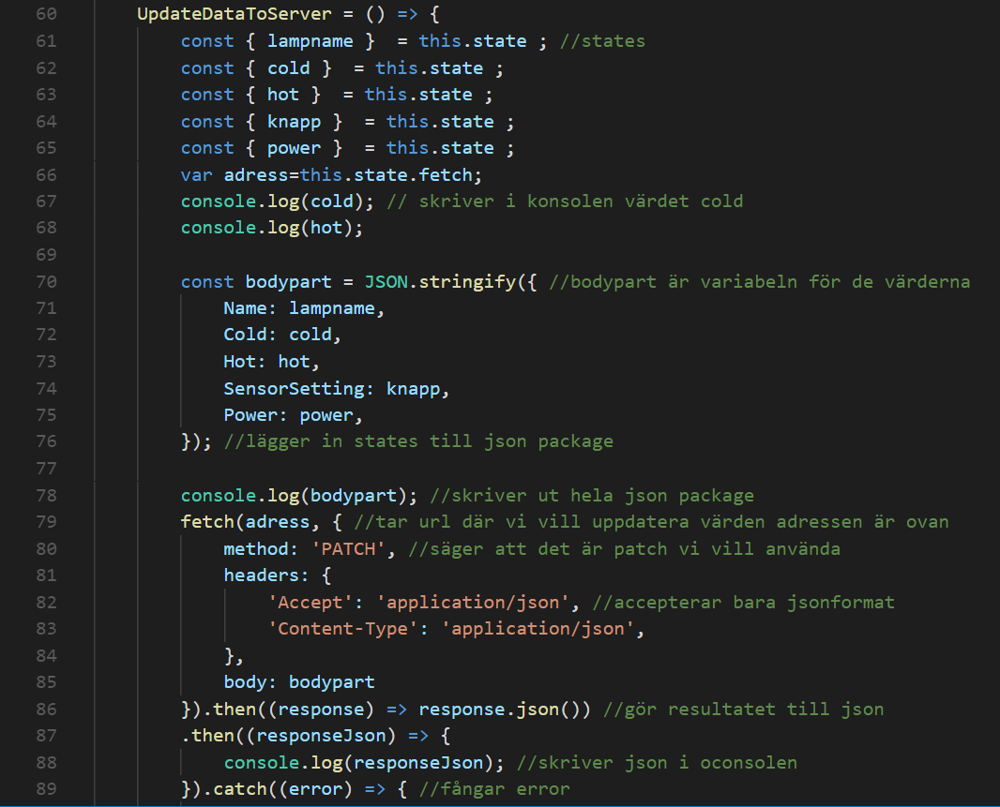 60 UpdateDataToServer = () => {
61 const { lampname }  = this.state ; //states
62 const { cold }  = this.state ;
63 const { hot }  = this.state ;
64 const { knapp }  = this.state ;
65 const { power }  = this.state ;
66 var adress=this.state.fetch;
67 console.log(cold); // skriver i konsolen värdet cold
68 console.log(hot);
69
70 const bodypart = JSON.stringify({ //bodypart är variabeln för de värderna
71 Name: lampname,
72 Cold: cold,
73 Hot: hot,
74 SensorSetting: knapp,
75 Power: power,
76 }); //lägger in states till json package
77
78 console.log(bodypart); //skriver ut hela json package
79 fetch(adress, { //tar url där vi vill uppdatera värden adressen är ovan
80 method: 'PATCH', //säger att det är patch vi vill använda
81 headers: {
82 'Accept': 'application/json', //accepterar bara jsonformat
83 'Content-Type': 'application/json',
84 },
85 body: bodypart
86 }).then((response) => response.json()) //gör resultatet till json
87 .then((responseJson) => {
88 console.log(responseJson); //skriver json i oconsolen
89 }).catch((error) => { //fångar error